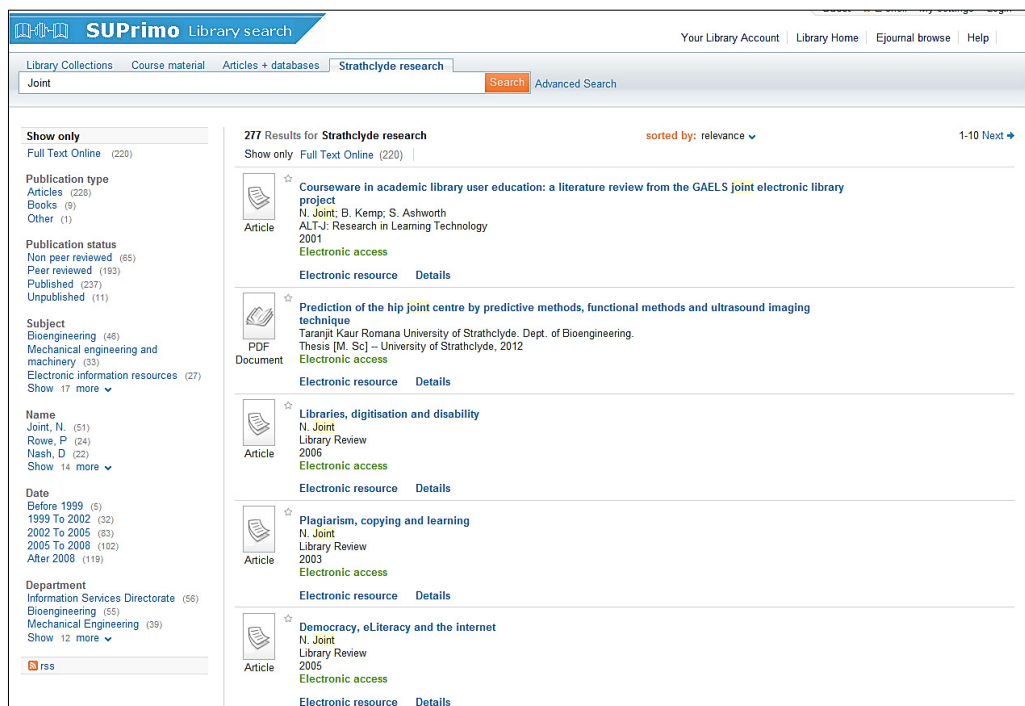 SUPrimo Library search
Your Library Account Library Home Ejournal browse Help
Library Collections Course material Articles + databases Strathclyde research
Joint Search Advanced Search
Show only
Full Text Online (220)
Publication type
Articles (228)
Books (9)
Other (1)
Publication status
Non peer reviewed (65)
Peer reviewed (193)
Published (237)
Unpublished (11)
Subject
Bioengineering (46)
Mechanical engineering and
machinery (33)
Electronic information resources (27)
Show 17 more
Name
Joint, N. (51)
Rowe, P (24)
Nash, D (22)
Show 14 more
Date
Before 1999 (5)
1999 To 2002 (32)
2002 To 2005 (83)
2005 To 2008 (102)
After 2008 (119)
Department
Information Services Directorate (56)
Bioengineering (55)
Mechanical Engineering (39)
Show 12 more
rss
277 Results for Strathclyde research sorted by: relevance 1-10 Next
Show only Full Text Online (220)
Article
Courseware in academic library user education: a literature review from the GAELS joint electronic library
project
N. Joint; B. Kemp; S. Ashworth
ALT-J: Research in Learning Technology
2001
Electronic access
Electronic resource Details
PDF
Document
Prediction of the hip joint centre by predictive methods, functional methods and ultrasound imaging
technique
Taranjit Kaur Romana University of Strathclyde. Dept. of Bioengineering.
Thesis [M. Sc] -- University of Strathclyde, 2012
Electronic access
Electronic resource Details
Article
Libraries, digitisation and disability
N. Joint
Library Review
2006
Electronic access
Electronic resource Details
Article
Plagiarism, copying and learning
N. Joint
Library Review
2003
Electronic access
Electronic resource Details
Article
Democracy, eLiteracy and the internet
N. Joint
Library Review
2005
Electronic access
Electronic resource Details